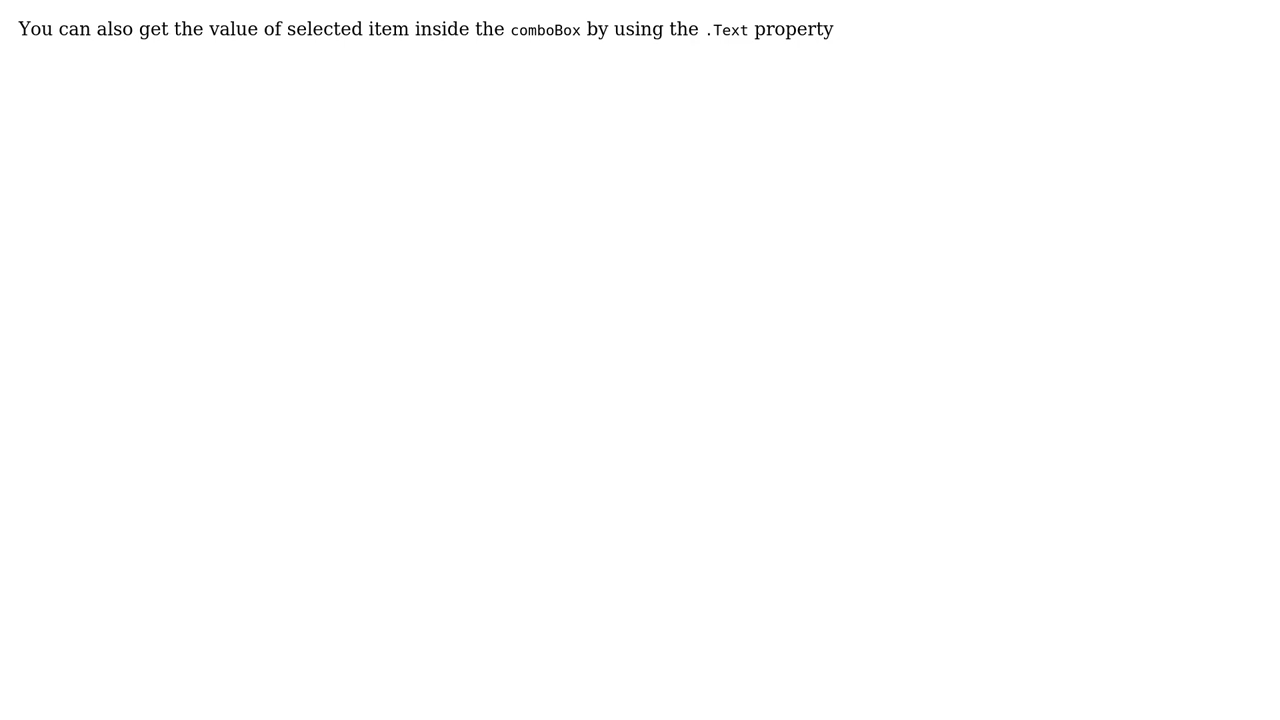 You can also get the value of selected item inside the comboBox by using the .Text property